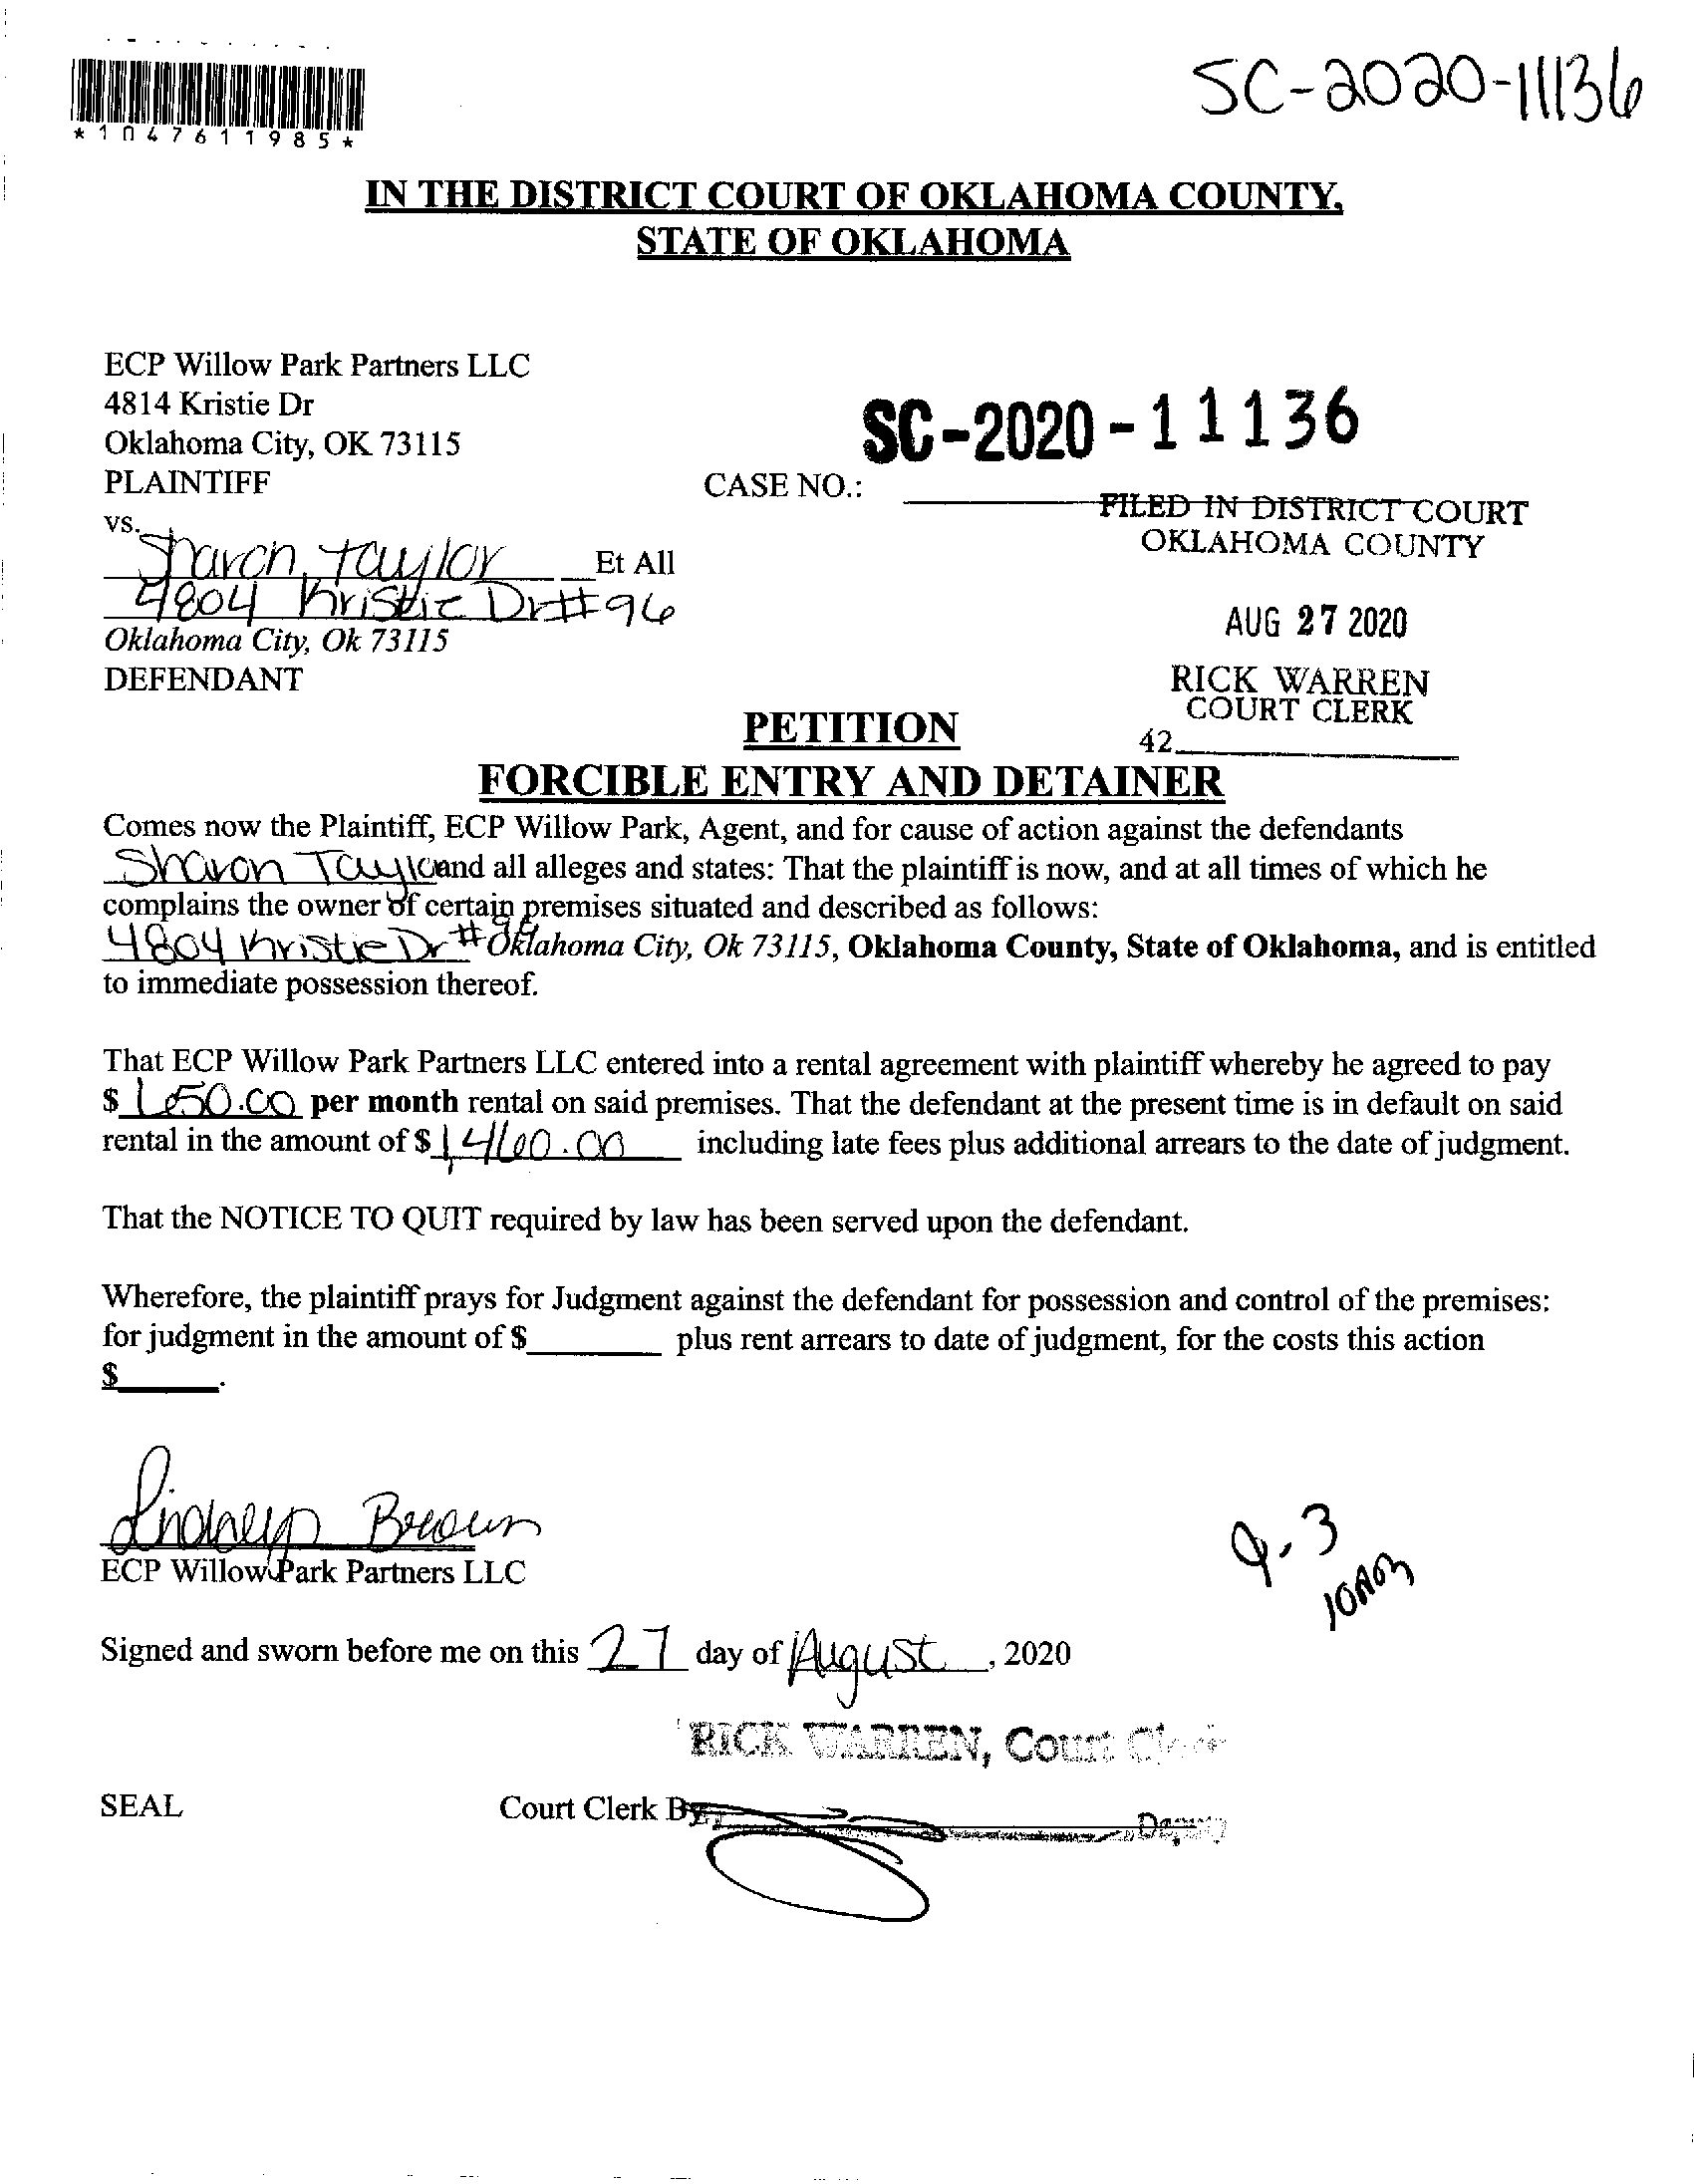 SC-2020-11136
*1047611985*
IN THE DISTRICT COURT OF OKLAHOMA COUNTY,
STATE OF OKLAHOMA
ECP Willow Park Partners LLC
4814 Kristie Dr
Oklahoma City, OK 73115
PLAINTIFF
SC-2020-11136
CASE NO.:
FILED IN DISTRICT COURT
OKLAHOMA COUNTY
vs.
Sharon Taylor Et All
4804 Kristie Dr #96
Oklahoma City, Ok 73115
DEFENDANT
AUG 27 2020
RICK WARREN
COURT CLERK
42
PETITION
FORCIBLE ENTRY AND DETAINER
Comes now the Plaintiff, ECP Willow Park, Agent, and for cause of action against the defendants
Sharon Taylor and all alleges and states: That the plaintiff is now, and at all times of which he
complains the owner of certain premises situated and described as follows:
4804 Kristie Dr # Oklahoma City, Ok 73115, Oklahoma County, State of Oklahoma, and is entitled
to immediate possession thereof.
That ECP Willow Park Partners LLC entered into a rental agreement with plaintiff whereby he agreed to pay
$ 650.00 per month rental on said premises. That the defendant at the present time is in default on said
rental in the amount of $ 1,460.00 including late fees plus additional arrears to the date of judgment.
That the NOTICE TO QUIT required by law has been served upon the defendant.
Wherefore, the plaintiff prays for Judgment against the defendant for possession and control of the premises:
for judgment in the amount of $ plus rent arrears to date of judgment, for the costs this action
$ .
Lindsey Brown
ECP Willow Park Partners LLC
9-3
10AM
Signed and sworn before me on this 27 day of August, 2020
RICK WARREN, Court Clerk
SEAL
Court Clerk By, Deputy